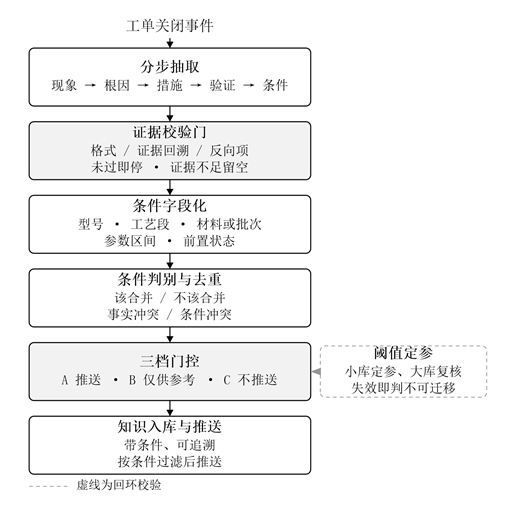 工单关闭事件
分步抽取
现象 → 根因 → 措施 → 验证 → 条件
证据校验门
格式 / 证据回溯 / 反向项
未过即停 · 证据不足留空
条件字段化
型号 · 工艺段 · 材料或批次
参数区间 · 前置状态
条件判别与去重
该合并 / 不该合并
事实冲突 / 条件冲突
三档门控
A 推送 · B 仅供参考 · C 不推送
阈值定参
小库定参、大库复核
失效即判不可迁移
知识入库与推送
带条件、可追溯
按条件过滤后推送
虚线为回环校验